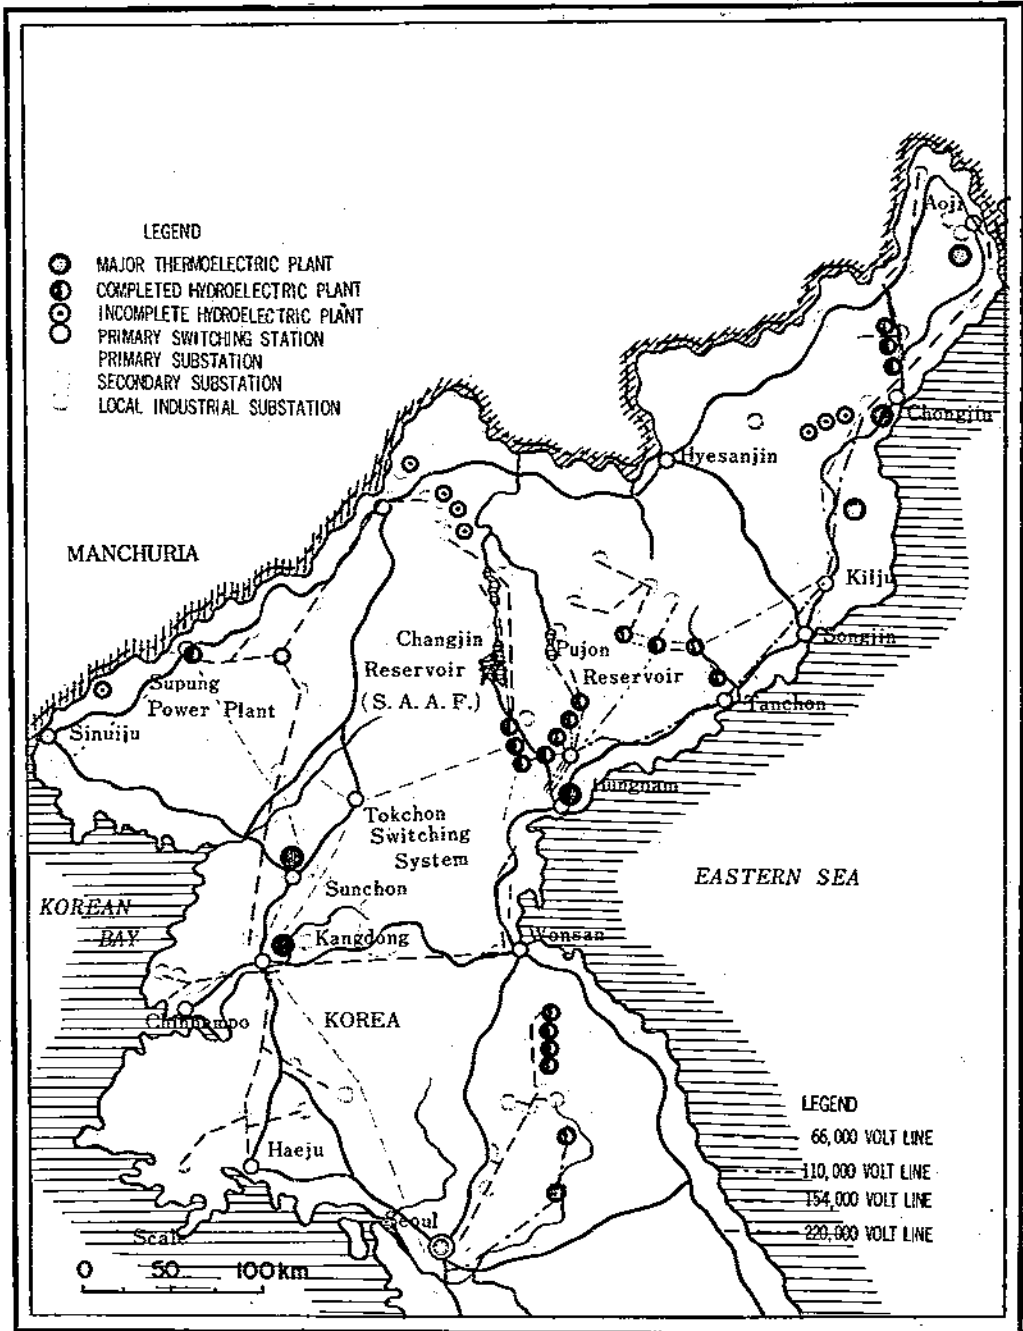 LEGEND
MAJOR THERMOELECTRIC PLANT
COMPLETED HYDROELECTRIC PLANT
INCOMPLETE HYDROELECTRIC PLANT
PRIMARY SWITCHING STATION
PRIMARY SUBSTATION
SECONDARY SUBSTATION
LOCAL INDUSTRIAL SUBSTATION
Aoji
Chongjin
Hyesanjin
MANCHURIA
Kilju
Songjin
Changjin
Reservoir
(S.A.A.F.)
Pujon
Reservoir
Supung
Power Plant
Tanchon
Sinuiju
Hungnam
Tokchon
Switching
System
Sunchon
EASTERN SEA
KOREAN
BAY
Kangdong
Wonsan
Chinnampo
KOREA
Haeju
Seoul
Scale
0 50 100km
LEGEND
66,000 VOLT LINE
110,000 VOLT LINE
154,000 VOLT LINE
220,000 VOLT LINE